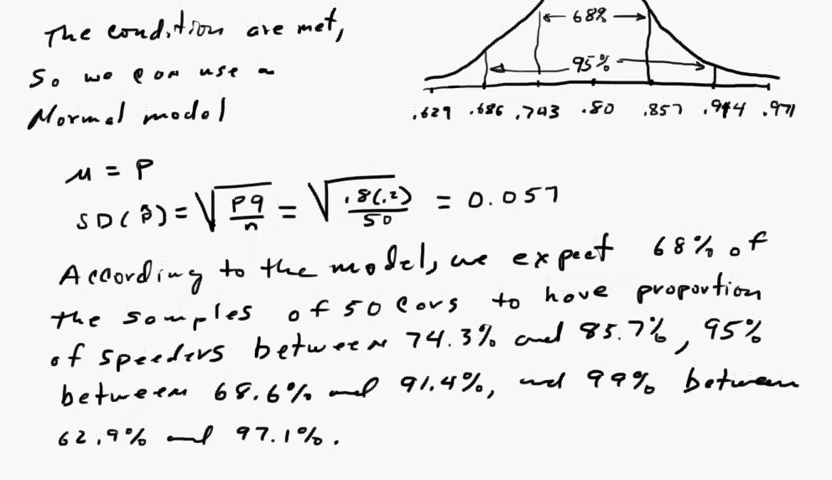 The condition are met,
So we can use a
Normal model
68%
95%
.629 .686 .743 .80 .857 .914 .971
μ = P
SD(p̂) = √(pq/n) = √(.8(.2)/50) = 0.057
According to the model, we expect 68% of
the samples of 50 cars to have proportion
of speeders between 74.3% and 85.7%, 95%
between 68.6% and 91.4%, and 99% between
62.9% and 97.1%.